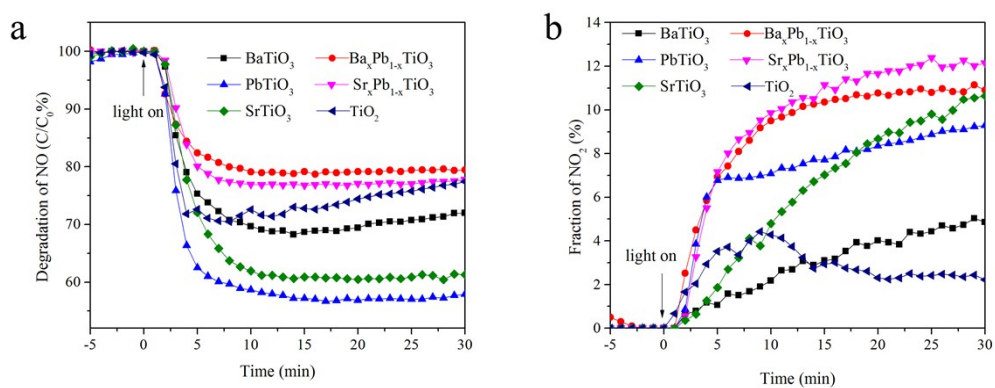 a
Degradation of NO (C/C₀%)
100
90
80
70
60
light on
BaTiO₃
BaₓPb₁₋ₓTiO₃
PbTiO₃
SrₓPb₁₋ₓTiO₃
SrTiO₃
TiO₂
-5 0 5 10 15 20 25 30
Time (min)
b
Fraction of NO₂ (%)
14
12
10
8
6
4
2
0
light on
BaTiO₃
BaₓPb₁₋ₓTiO₃
PbTiO₃
SrₓPb₁₋ₓTiO₃
SrTiO₃
TiO₂
-5 0 5 10 15 20 25 30
Time (min)